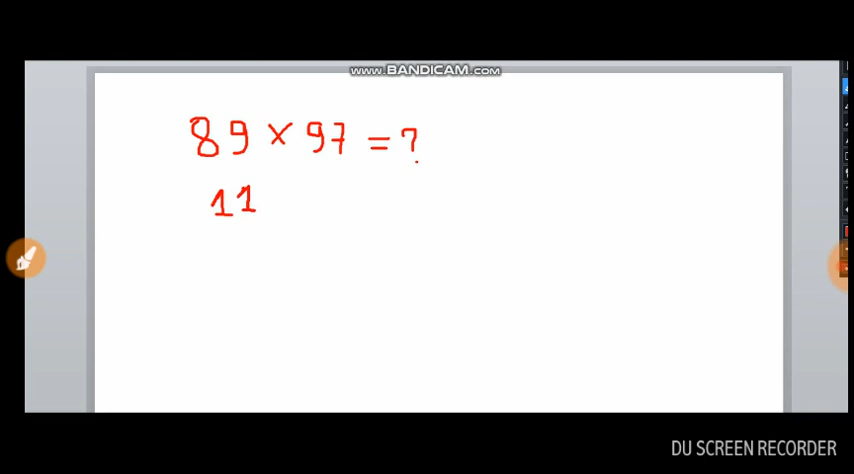 www.BANDICAM.com
89 × 97 = ?
11
DU SCREEN RECORDER